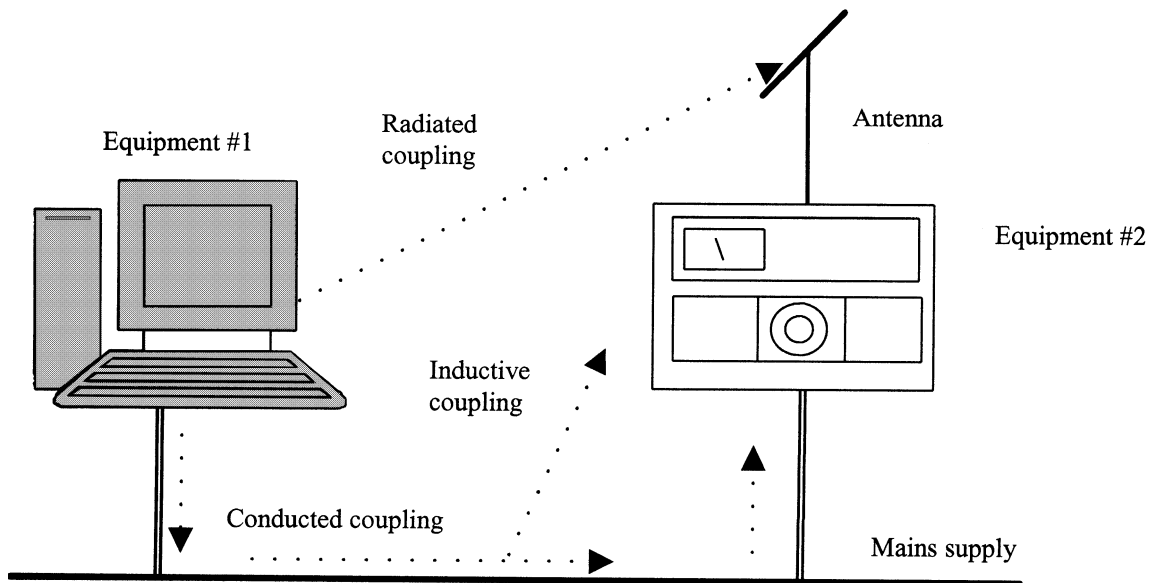 Radiated
coupling
Antenna
Equipment #1
Equipment #2
Inductive
coupling
Conducted coupling
Mains supply